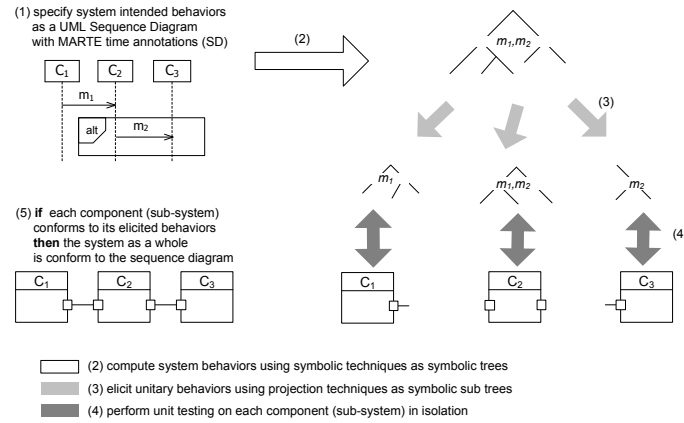 (1) specify system intended behaviors
as a UML Sequence Diagram
with MARTE time annotations (SD)
(2)
C1
C2
C3
m1
alt
m2
m1,m2
(3)
m1
m1,m2
m2
(5) if each component (sub-system)
conforms to its elicited behaviors
then the system as a whole
is conform to the sequence diagram
(4
C1
C2
C3
C1
C2
C3
(2) compute system behaviors using symbolic techniques as symbolic trees
(3) elicit unitary behaviors using projection techniques as symbolic sub trees
(4) perform unit testing on each component (sub-system) in isolation